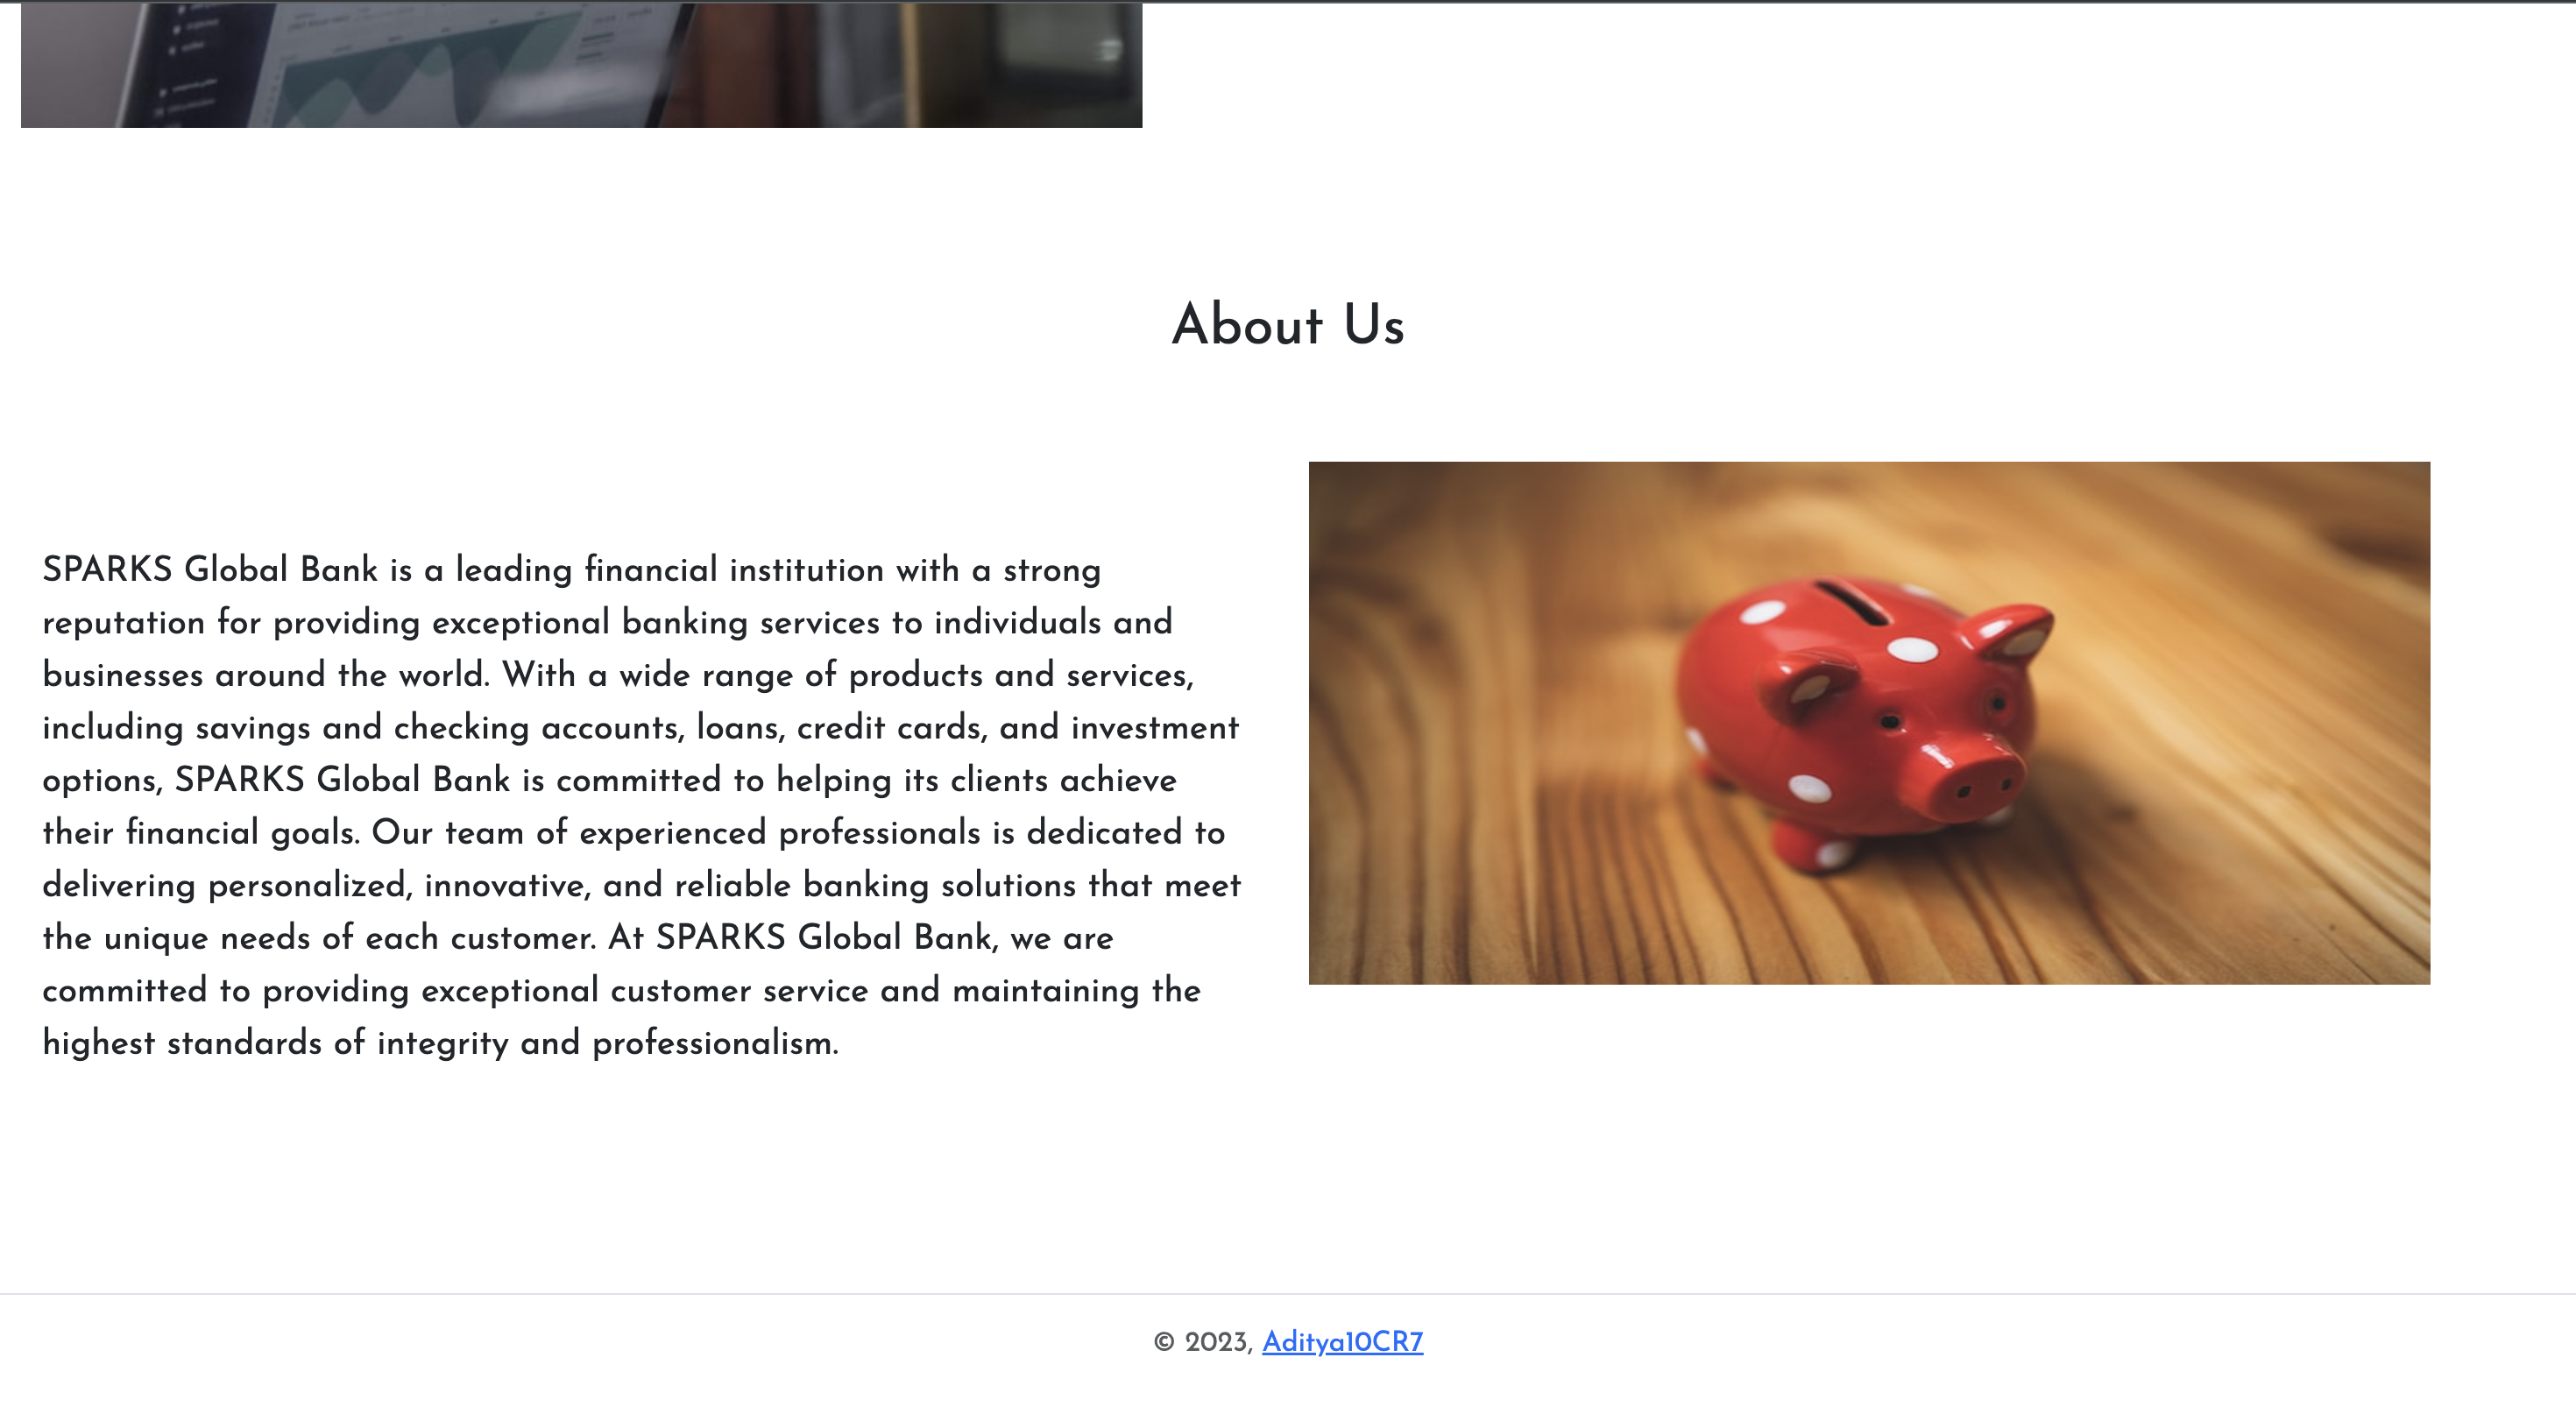 About Us
SPARKS Global Bank is a leading financial institution with a strong
reputation for providing exceptional banking services to individuals and
businesses around the world. With a wide range of products and services,
including savings and checking accounts, loans, credit cards, and investment
options, SPARKS Global Bank is committed to helping its clients achieve
their financial goals. Our team of experienced professionals is dedicated to
delivering personalized, innovative, and reliable banking solutions that meet
the unique needs of each customer. At SPARKS Global Bank, we are
committed to providing exceptional customer service and maintaining the
highest standards of integrity and professionalism.
© 2023, Aditya10CR7